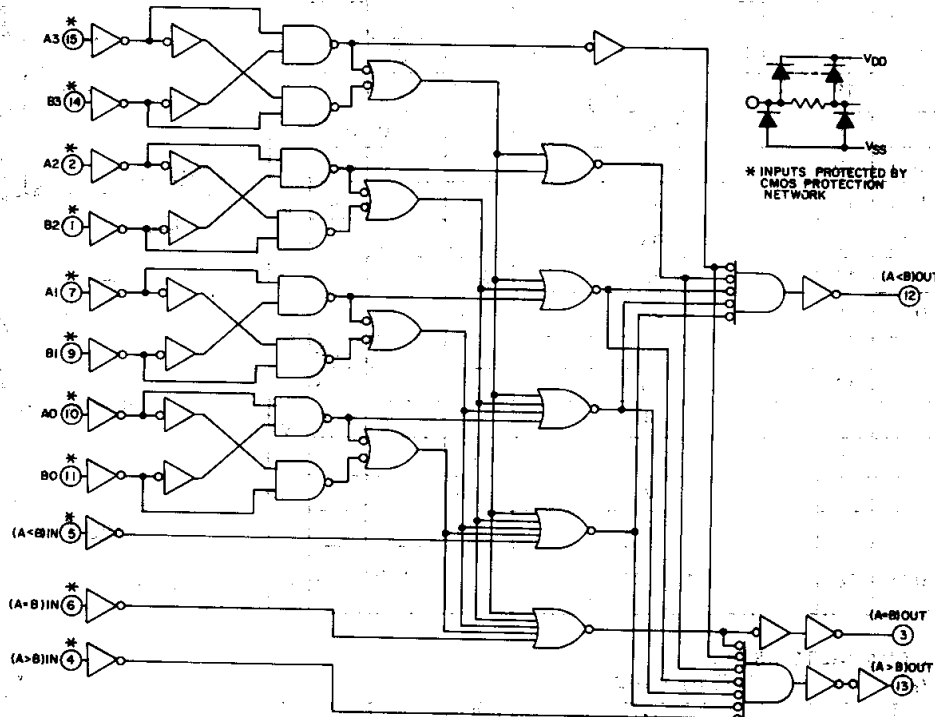 *
A3 15
*
B3 14
*
A2 2
*
B2 1
*
A1 7
*
B1 9
*
A0 10
*
B0 11
*
(A<B)IN 5
*
(A=B)IN 6
*
(A>B)IN 4
VDD
VSS
* INPUTS PROTECTED BY
CMOS PROTECTION
NETWORK
(A<B)OUT
12
(A=B)OUT
3
(A>B)OUT
13